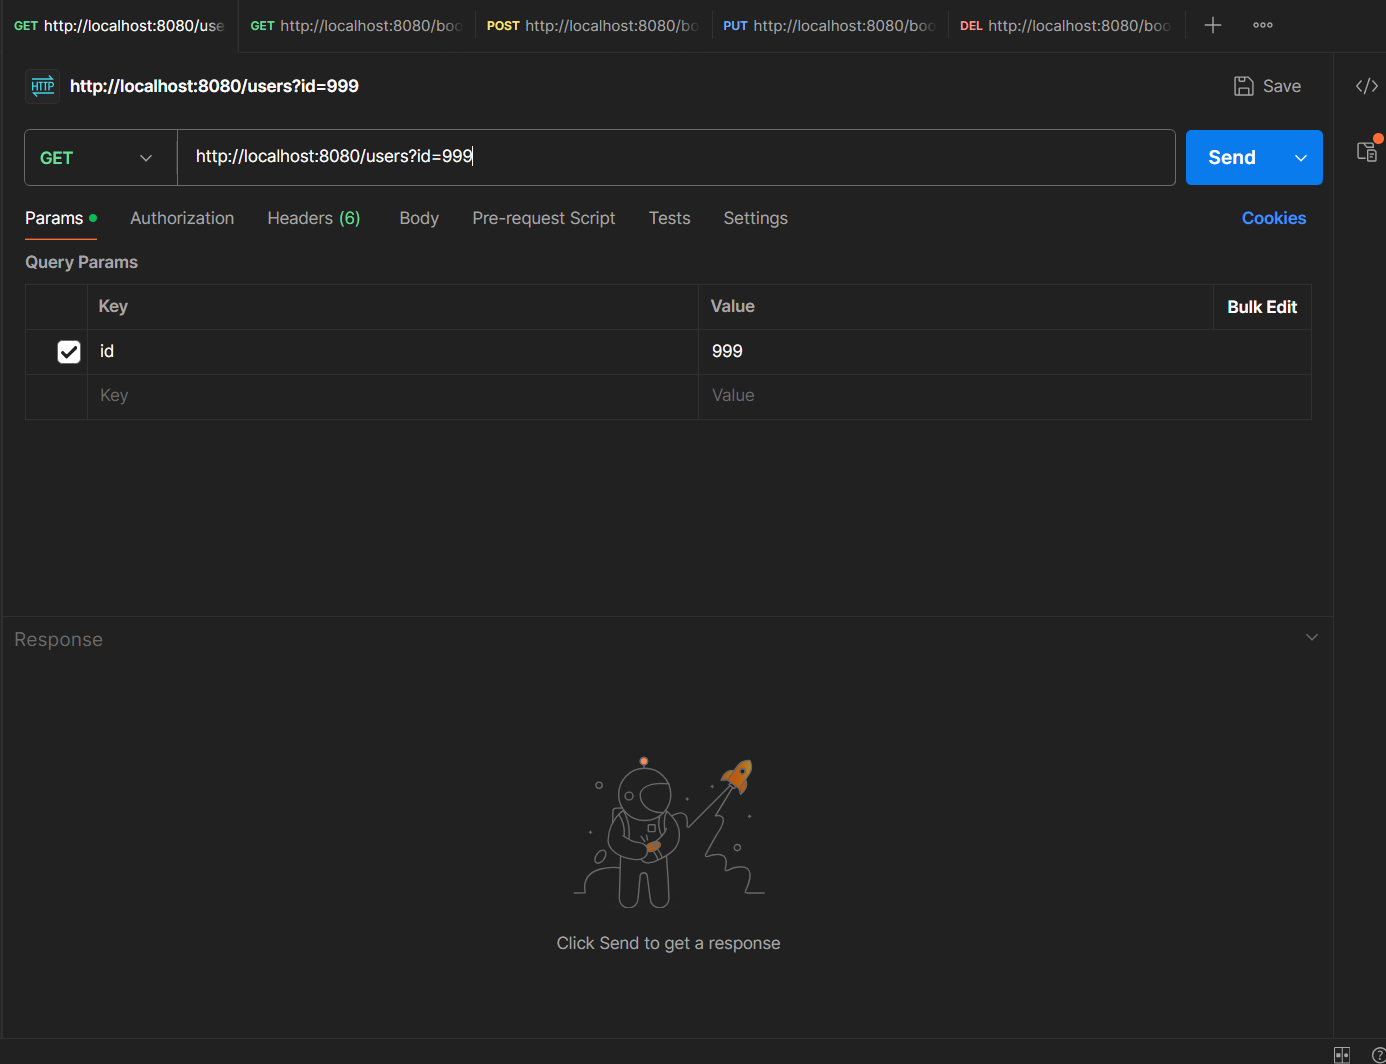 GET http://localhost:8080/use GET http://localhost:8080/boo POST http://localhost:8080/bo PUT http://localhost:8080/boo DEL http://localhost:8080/boo
HTTP http://localhost:8080/users?id=999 Save
GET http://localhost:8080/users?id=999 Send
Params Authorization Headers (6) Body Pre-request Script Tests Settings Cookies
Query Params
Key Value Bulk Edit
id 999
Key Value
Response
Click Send to get a response